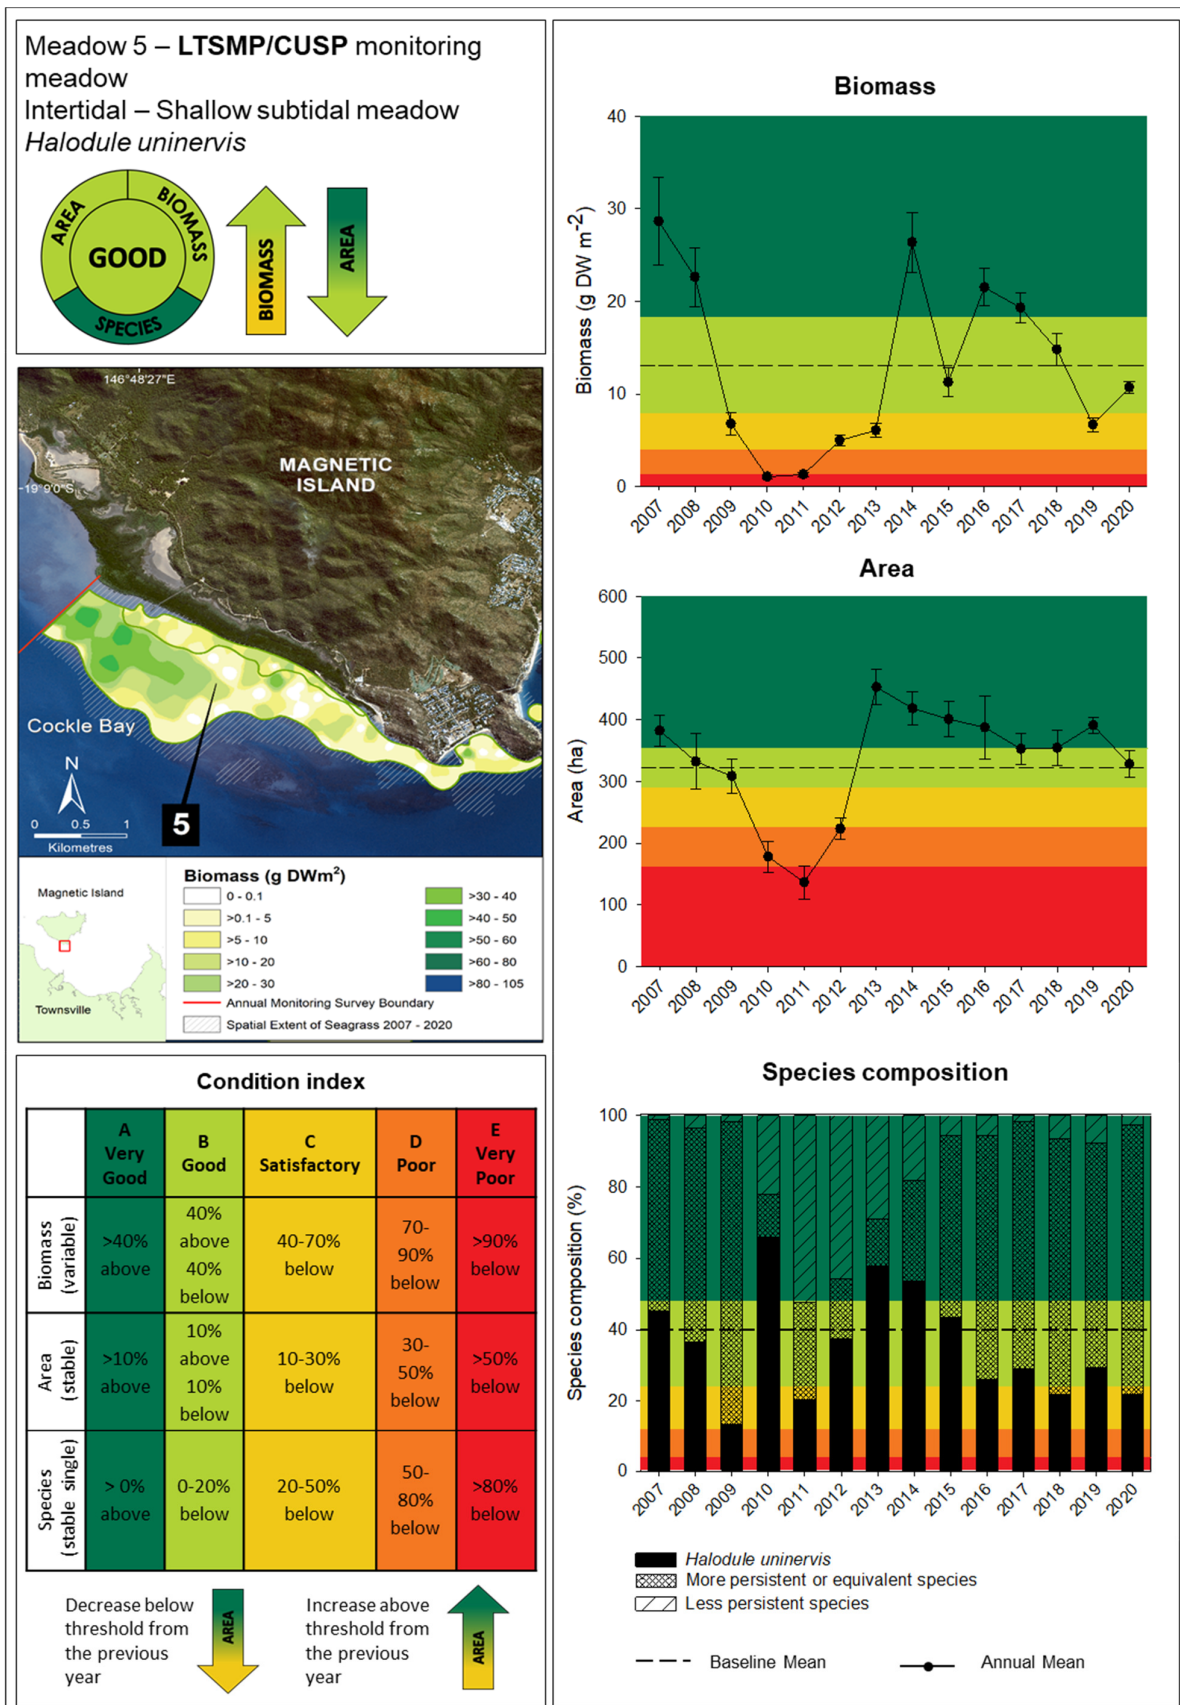 Meadow 5 – LTSMP/CUSP monitoring
meadow
Intertidal – Shallow subtidal meadow
Halodule uninervis
AREA
BIOMASS
GOOD
SPECIES
BIOMASS
AREA
146°48'27"E
19°9'0"S
MAGNETIC
ISLAND
Cockle Bay
N
0 0.5 1
Kilometres
5
Magnetic Island
Townsville
Biomass (g DWm²)
0 - 0.1
>0.1 - 5
>5 - 10
>10 - 20
>20 - 30
>30 - 40
>40 - 50
>50 - 60
>60 - 80
>80 - 105
Annual Monitoring Survey Boundary
Spatial Extent of Seagrass 2007 - 2020
Condition index
A
Very
Good
B
Good
C
Satisfactory
D
Poor
E
Very
Poor
Biomass
(variable)
>40%
above
40%
above
40%
below
40-70%
below
70-
90%
below
>90%
below
Area
(stable)
>10%
above
10%
above
10%
below
10-30%
below
30-
50%
below
>50%
below
Species
(stable single)
> 0%
above
0-20%
below
20-50%
below
50-
80%
below
>80%
below
Decrease below
threshold from
the previous
year
AREA
Increase above
threshold from
the previous
year
AREA
Biomass
Biomass (g DW m⁻²)
40
30
20
10
0
2007 2008 2009 2010 2011 2012 2013 2014 2015 2016 2017 2018 2019 2020
Area
Area (ha)
600
500
400
300
200
100
0
2007 2008 2009 2010 2011 2012 2013 2014 2015 2016 2017 2018 2019 2020
Species composition
Species composition (%)
100
80
60
40
20
0
2007 2008 2009 2010 2011 2012 2013 2014 2015 2016 2017 2018 2019 2020
Halodule uninervis
More persistent or equivalent species
Less persistent species
Baseline Mean
Annual Mean